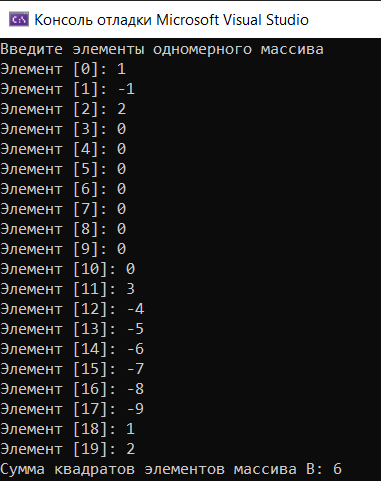 Консоль отладки Microsoft Visual Studio
Введите элементы одномерного массива
Элемент [0]: 1
Элемент [1]: -1
Элемент [2]: 2
Элемент [3]: 0
Элемент [4]: 0
Элемент [5]: 0
Элемент [6]: 0
Элемент [7]: 0
Элемент [8]: 0
Элемент [9]: 0
Элемент [10]: 0
Элемент [11]: 3
Элемент [12]: -4
Элемент [13]: -5
Элемент [14]: -6
Элемент [15]: -7
Элемент [16]: -8
Элемент [17]: -9
Элемент [18]: 1
Элемент [19]: 2
Сумма квадратов элементов массива В: 6